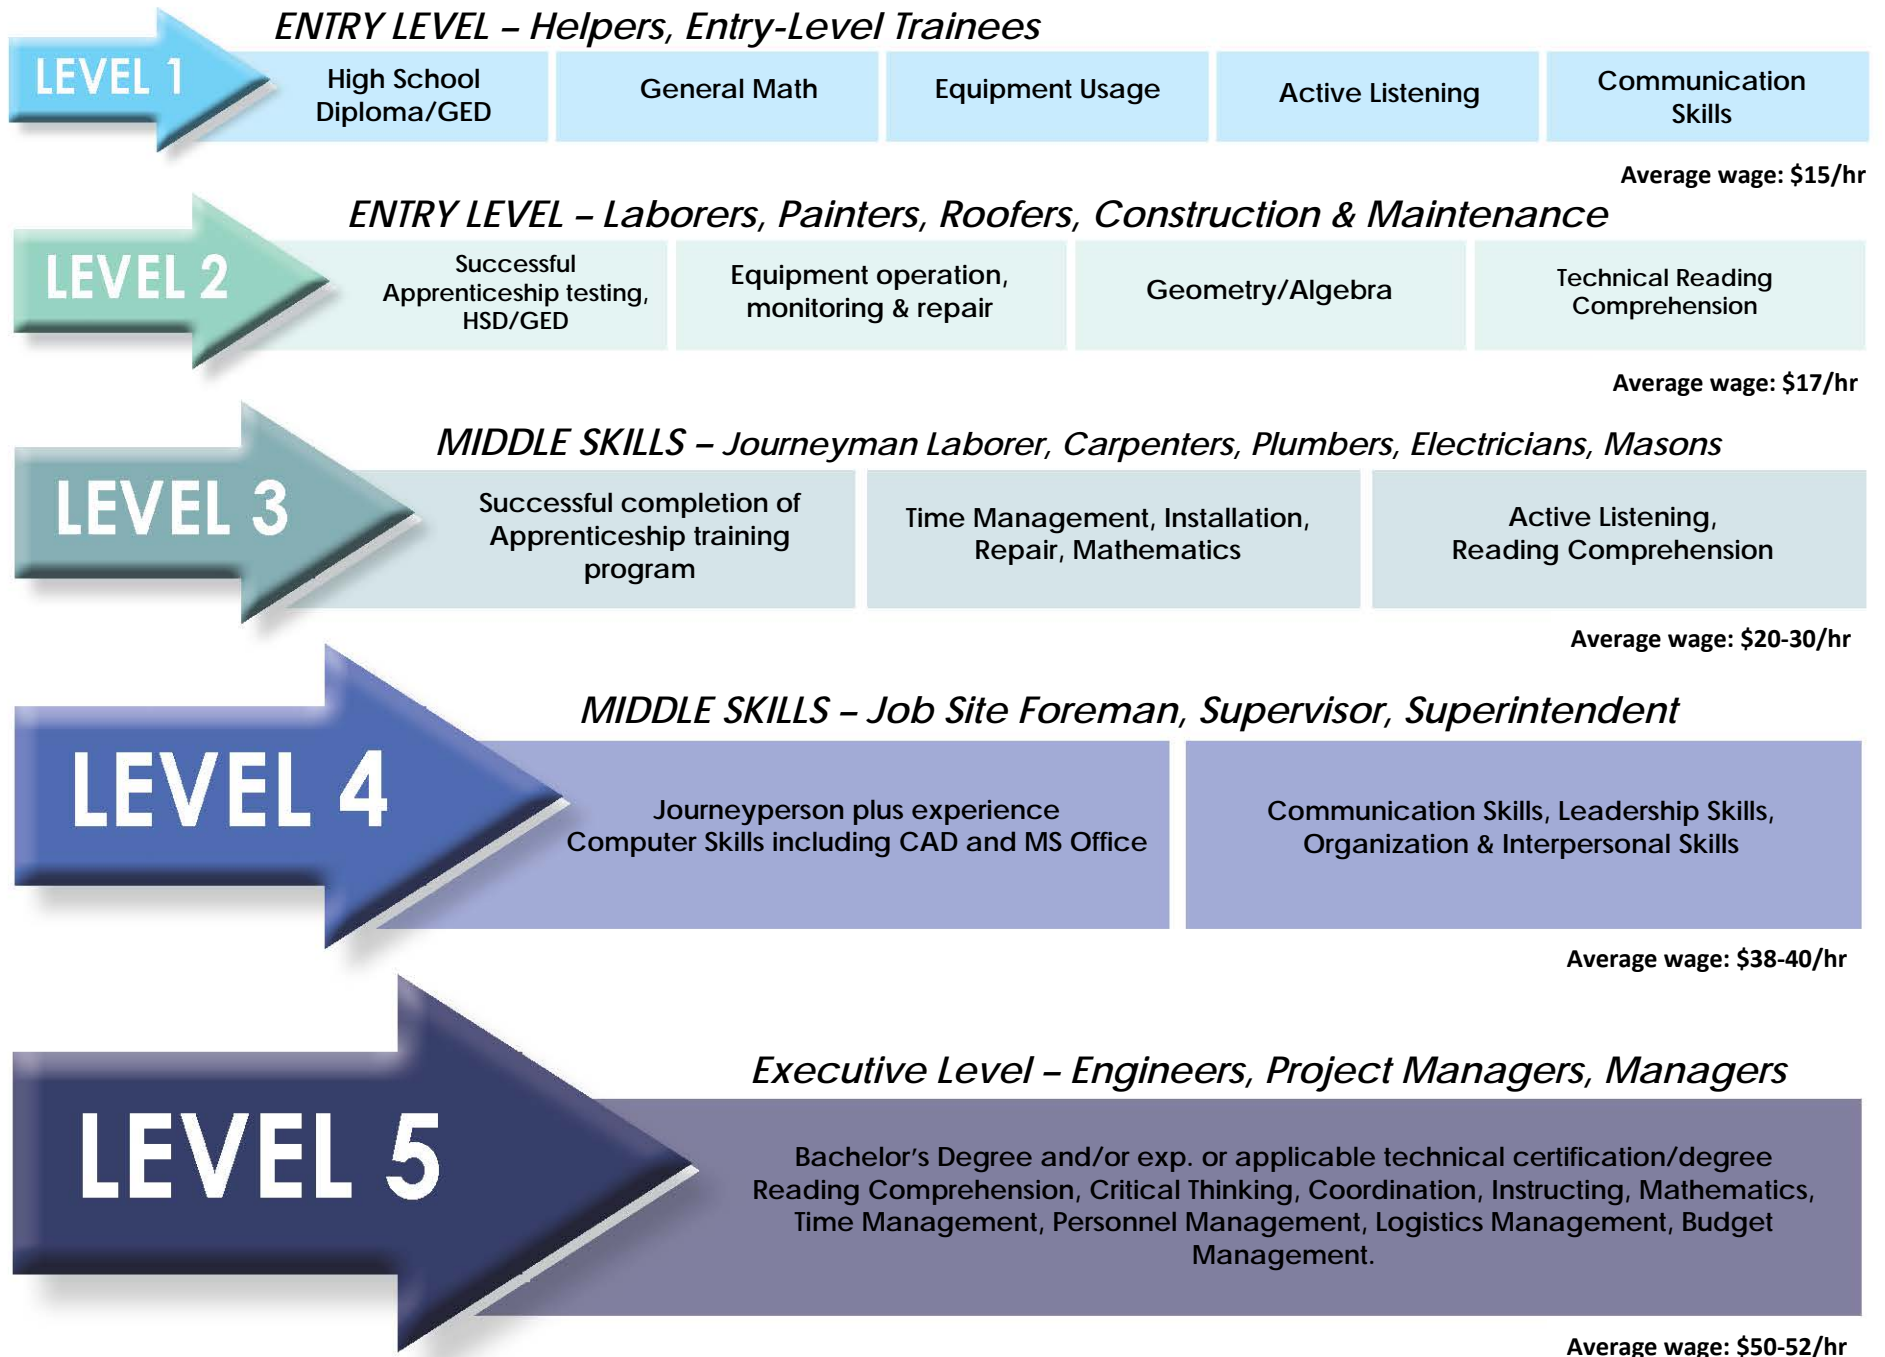 ENTRY LEVEL – Helpers, Entry-Level Trainees
LEVEL 1
High School
Diploma/GED
General Math
Equipment Usage
Active Listening
Communication
Skills
Average wage: $15/hr
ENTRY LEVEL – Laborers, Painters, Roofers, Construction & Maintenance
LEVEL 2
Successful
Apprenticeship testing,
HSD/GED
Equipment operation,
monitoring & repair
Geometry/Algebra
Technical Reading
Comprehension
Average wage: $17/hr
MIDDLE SKILLS – Journeyman Laborer, Carpenters, Plumbers, Electricians, Masons
LEVEL 3
Successful completion of
Apprenticeship training
program
Time Management, Installation,
Repair, Mathematics
Active Listening,
Reading Comprehension
Average wage: $20-30/hr
MIDDLE SKILLS – Job Site Foreman, Supervisor, Superintendent
LEVEL 4
Journeyperson plus experience
Computer Skills including CAD and MS Office
Communication Skills, Leadership Skills,
Organization & Interpersonal Skills
Average wage: $38-40/hr
Executive Level – Engineers, Project Managers, Managers
LEVEL 5
Bachelor's Degree and/or exp. or applicable technical certification/degree
Reading Comprehension, Critical Thinking, Coordination, Instructing, Mathematics,
Time Management, Personnel Management, Logistics Management, Budget
Management.
Average wage: $50-52/hr